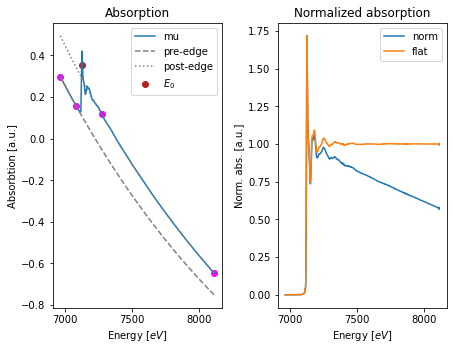 Absorption
Absorbtion [a.u.]
0.4
0.2
0.0
−0.2
−0.4
−0.6
−0.8
7000
7500
8000
Energy [eV]
mu
pre-edge
post-edge
E0
Normalized absorption
Norm. abs. [a.u.]
1.75
1.50
1.25
1.00
0.75
0.50
0.25
0.00
7000
7500
8000
Energy [eV]
norm
flat